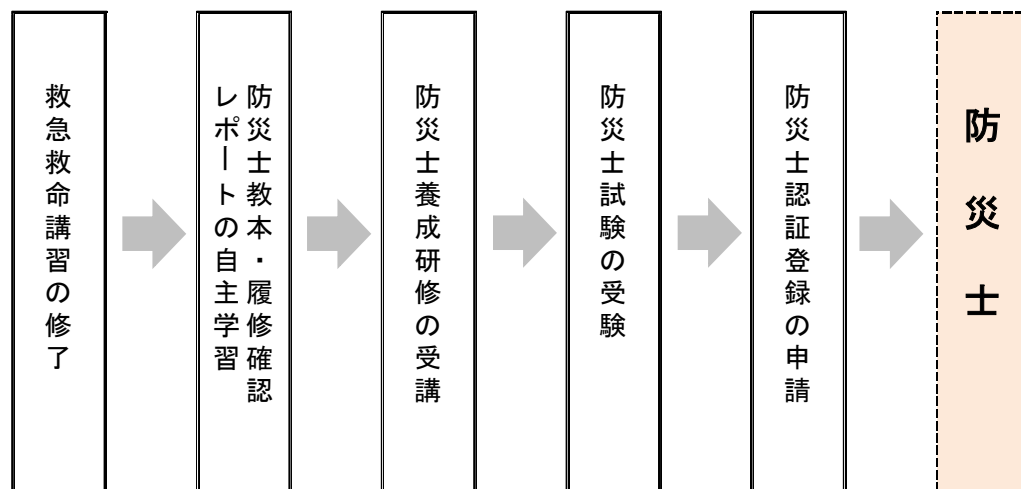 救急救命講習の修了
防災士教本・履修確認
レポートの自主学習
防災士養成研修の受講
防災士試験の受験
防災士認証登録の申請
防災士